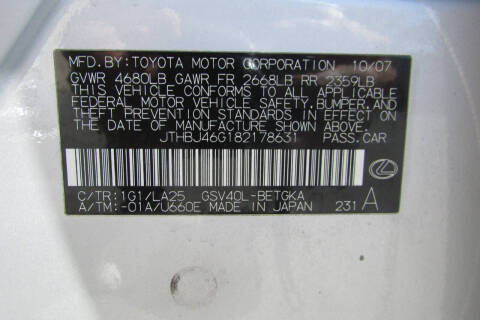 MFD.BY:TOYOTA MOTOR CORPORATION 10/07
GVWR 4680LB GAWR FR 2668LB RR 2359LB
THIS VEHICLE CONFORMS TO ALL APPLICABLE
FEDERAL MOTOR VEHICLE SAFETY,BUMPER,AND
THEFT PREVENTION STANDARDS IN EFFECT ON
THE DATE OF MANUFACTURE SHOWN ABOVE.
JTHBJ46G182178631 PASS.CAR
C/TR:1G1/LA25 GSV40L-BETGKA
A/TM:-01A/U660E MADE IN JAPAN 231 A